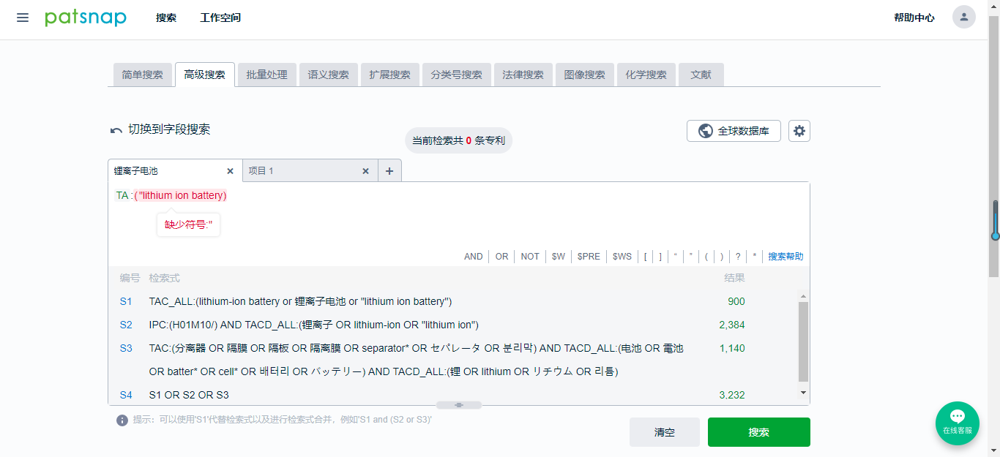 patsnap 搜索 工作空间 帮助中心
简单搜索 高级搜索 批量处理 语义搜索 扩展搜索 分类号搜索 法律搜索 图像搜索 化学搜索 文献
切换到字段搜索
当前检索共 0 条专利
全球数据库
锂离子电池 × 项目 1 × +
TA :("lithium ion battery)
缺少符号:"
AND OR NOT $W $PRE $WS [ ] “ ” ( ) ? * 搜索帮助
编号 检索式 结果
S1 TAC_ALL:(lithium-ion battery or 锂离子电池 or "lithium ion battery") 900
S2 IPC:(H01M10/) AND TACD_ALL:(锂离子 OR lithium-ion OR "lithium ion") 2,384
S3 TAC:(分离器 OR 隔膜 OR 隔板 OR 隔离膜 OR separator* OR セパレータ OR 분리막) AND TACD_ALL:(电池 OR 電池 1,140
OR batter* OR cell* OR 배터리 OR バッテリー) AND TACD_ALL:(锂 OR lithium OR リチウム OR 리튬)
S4 S1 OR S2 OR S3 3,232
提示：可以使用'S1'代替检索式以及进行检索式合并，例如'S1 and (S2 or S3)'
清空 搜索
在线客服